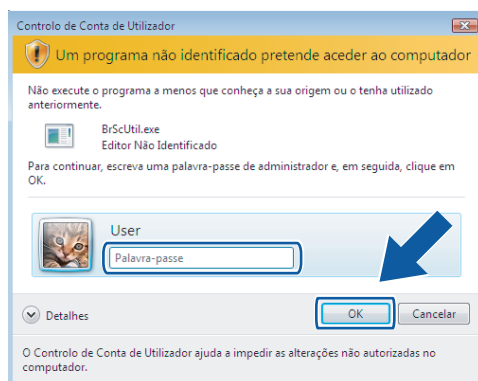 Controlo de Conta de Utilizador
Um programa não identificado pretende aceder ao computador
Não execute o programa a menos que conheça a sua origem ou o tenha utilizado
anteriormente.
BrScUtil.exe
Editor Não Identificado
Para continuar, escreva uma palavra-passe de administrador e, em seguida, clique em
OK.
User
Palavra-passe
Detalhes
OK
Cancelar
O Controlo de Conta de Utilizador ajuda a impedir as alterações não autorizadas no
computador.